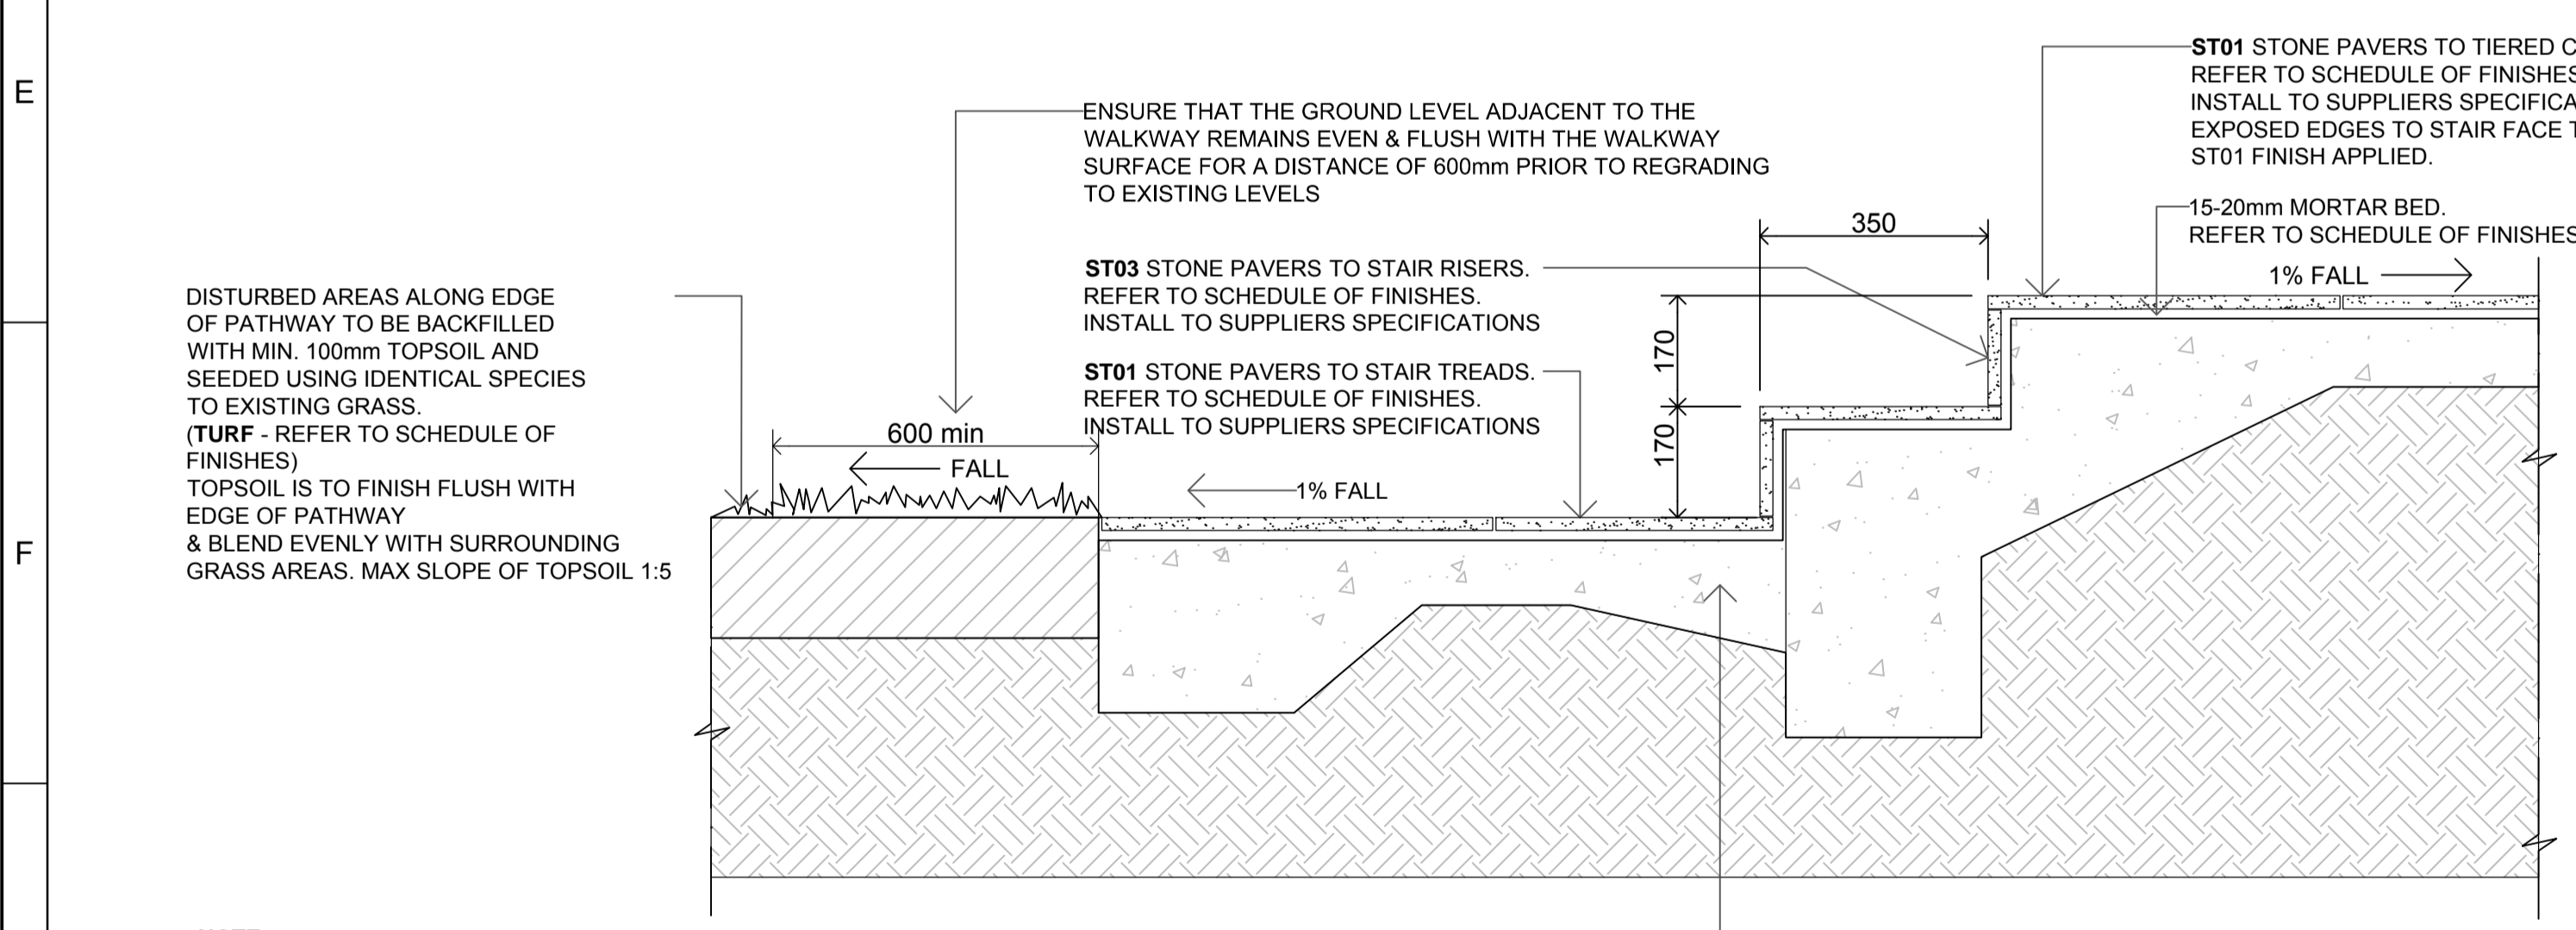 E
F
ENSURE THAT THE GROUND LEVEL ADJACENT TO THE
WALKWAY REMAINS EVEN & FLUSH WITH THE WALKWAY
SURFACE FOR A DISTANCE OF 600mm PRIOR TO REGRADING
TO EXISTING LEVELS
ST01 STONE PAVERS TO TIERED
REFER TO SCHEDULE OF FINISHES
INSTALL TO SUPPLIERS
EXPOSED EDGES TO STAIR FACE
ST01 FINISH APPLIED.
15-20mm MORTAR BED.
REFER TO SCHEDULE OF FINISHES
1% FALL
350
ST03 STONE PAVERS TO STAIR RISERS.
REFER TO SCHEDULE OF FINISHES.
INSTALL TO SUPPLIERS SPECIFICATIONS
ST01 STONE PAVERS TO STAIR TREADS.
REFER TO SCHEDULE OF FINISHES.
INSTALL TO SUPPLIERS SPECIFICATIONS
170
170
DISTURBED AREAS ALONG EDGE
OF PATHWAY TO BE BACKFILLED
WITH MIN. 100mm TOPSOIL AND
SEEDED USING IDENTICAL SPECIES
TO EXISTING GRASS.
(TURF - REFER TO SCHEDULE OF
FINISHES)
TOPSOIL IS TO FINISH FLUSH WITH
EDGE OF PATHWAY
& BLEND EVENLY WITH SURROUNDING
GRASS AREAS. MAX SLOPE OF TOPSOIL 1:5
600 min
FALL
1% FALL